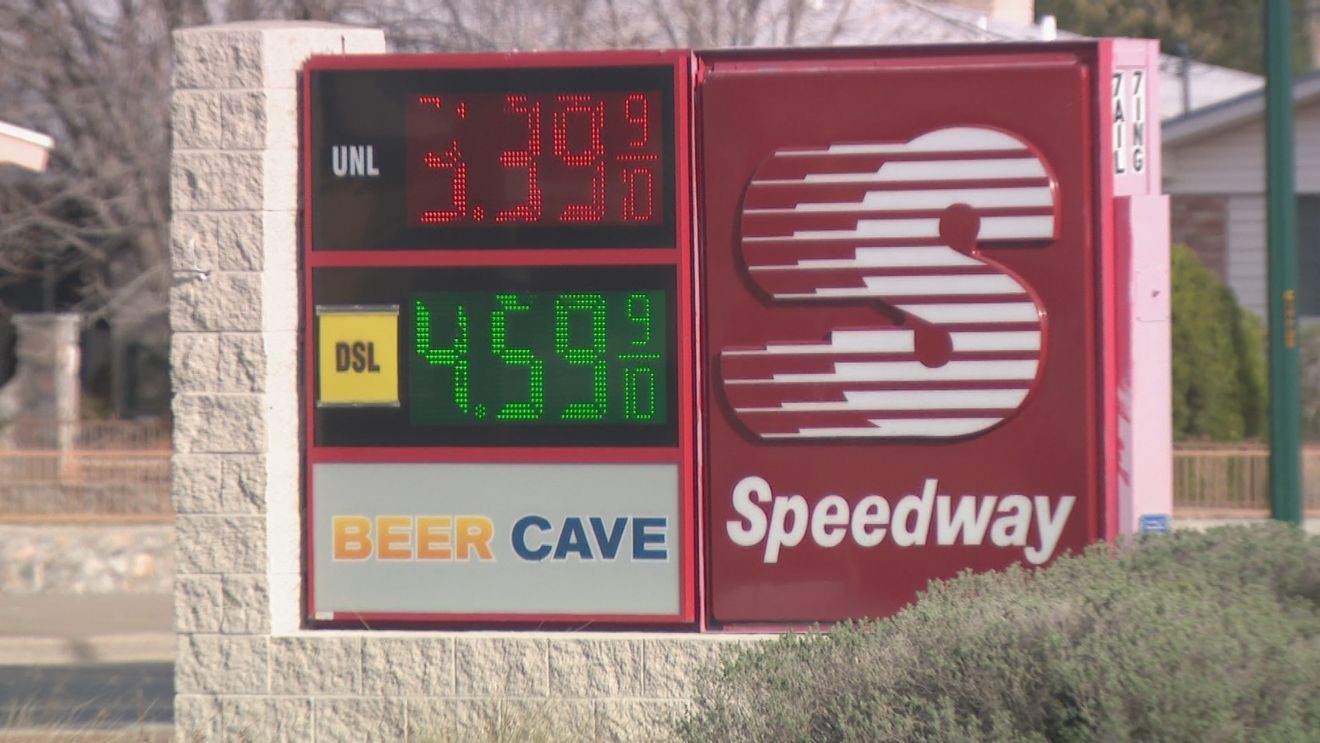 UNL 3.39 9/10
DSL 4.59 9/10
BEER CAVE
Speedway